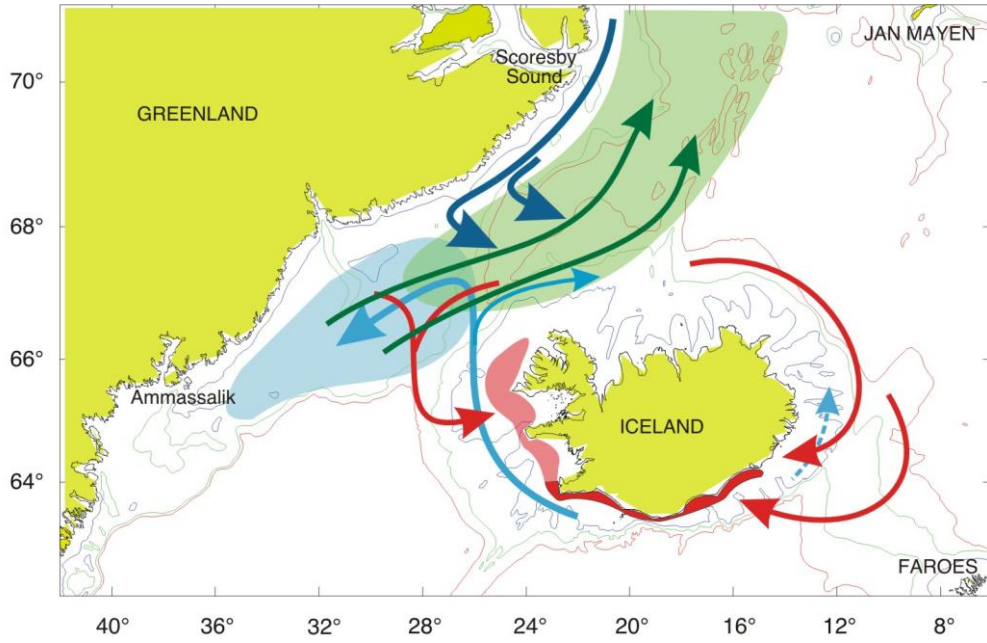 JAN MAYEN
Scoresby
Sound
70°
GREENLAND
68°
66°
Ammassalik
ICELAND
64°
FAROES
40°
36°
32°
28°
24°
20°
16°
12°
8°